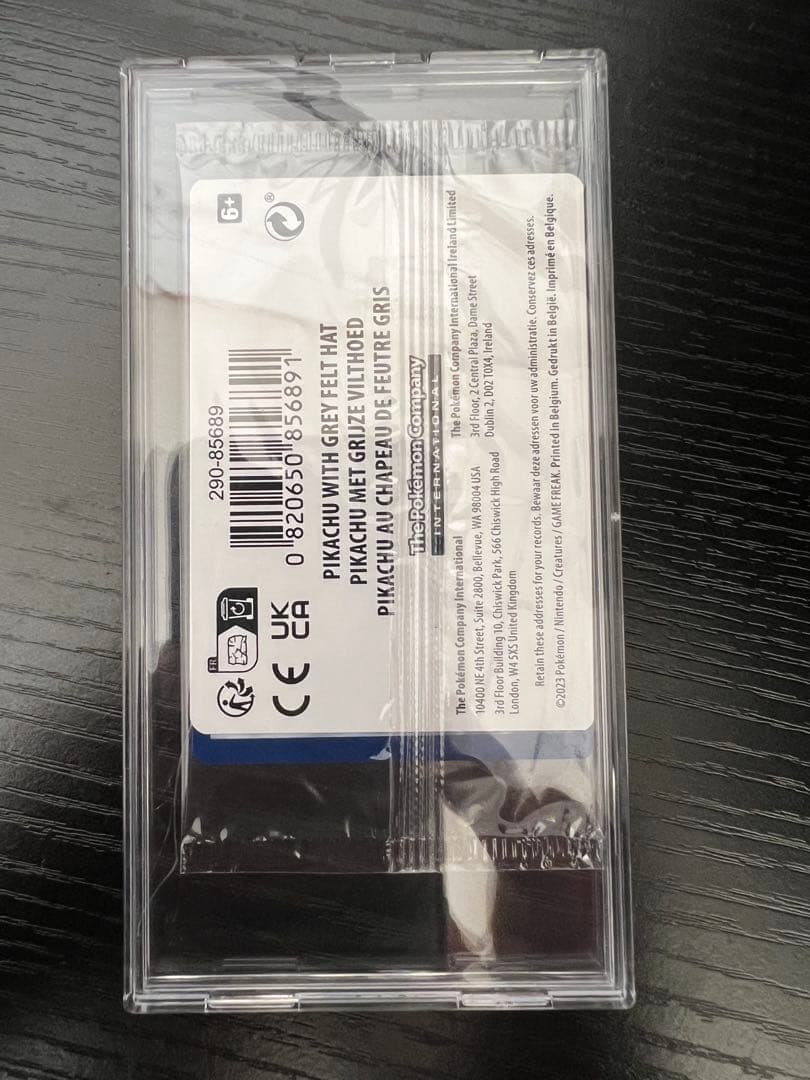 6+
®
290-85689
0 820650 856891
FR
CE
UK
CA
PIKACHU WITH GREY FELT HAT
PIKACHU MET GRIJZE VILTHOED
PIKACHU AU CHAPEAU DE FEUTRE GRIS
The Pokémon Company
INTERNATIONAL
The Pokémon Company International
10400 NE 4th Street, Suite 2800, Bellevue, WA 98004 USA
3rd Floor Building 10, Chiswick Park, 566 Chiswick High Road
London, W4 5XS United Kingdom
The Pokémon Company International Ireland Limited
3rd Floor, 2 Central Plaza, Dame Street
Dublin 2, D02 T0X4, Ireland
Retain these addresses for your records. Bewaar deze adressen voor uw administratie. Conservez ces adresses.
©2023 Pokémon / Nintendo / Creatures / GAME FREAK. Printed in Belgium. Gedrukt in België. Imprimé en Belgique.